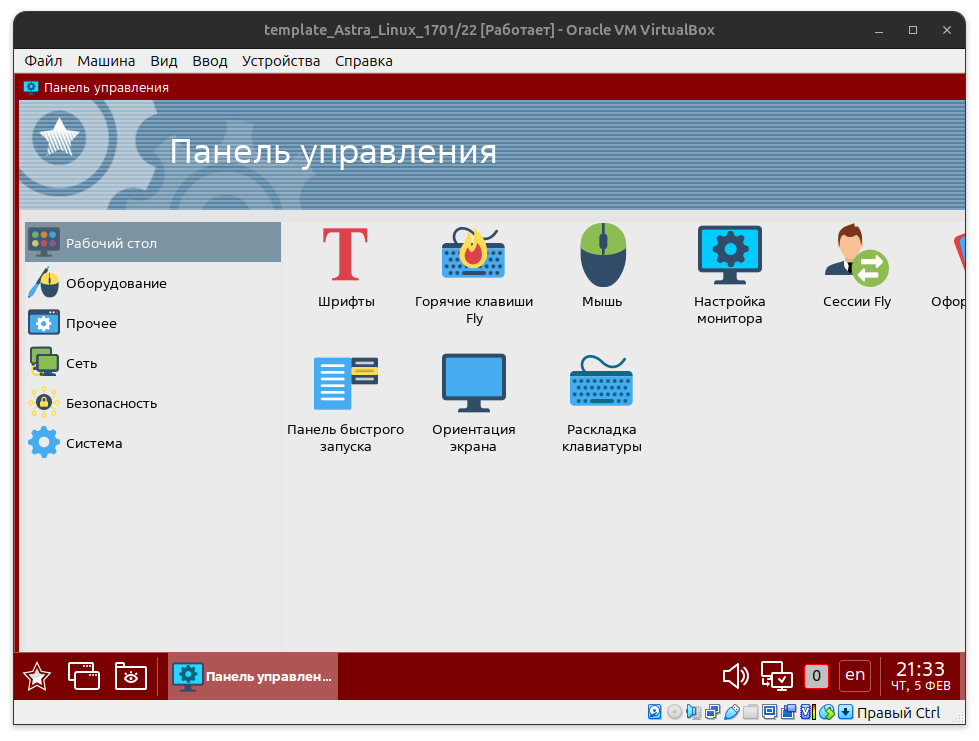 template_Astra_Linux_1701/22 [Работает] - Oracle VM VirtualBox
Файл Машина Вид Ввод Устройства Справка
Панель управления
Панель управления
Рабочий стол
Оборудование
Прочее
Сеть
Безопасность
Система
Шрифты
Горячие клавиши
Fly
Мышь
Настройка
монитора
Сессии Fly
Офор
Панель быстрого
запуска
Ориентация
экрана
Раскладка
клавиатуры
Панель управлен...
0
en
21:33
ЧТ, 5 ФЕВ
Правый Ctrl